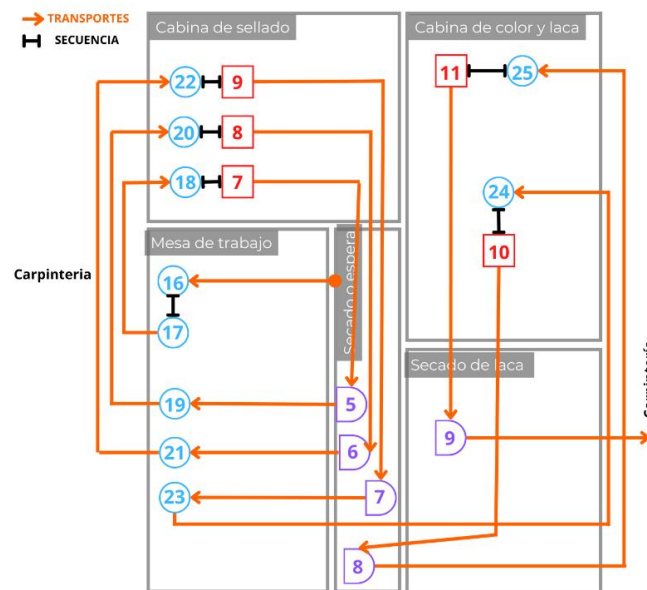 TRANSPORTES
SECUENCIA
Cabina de sellado
22
9
20
8
18
7
Cabina de color y laca
11
25
24
10
Mesa de trabajo
16
17
19
21
23
Secado o espera
5
6
7
8
Secado de laca
9
Carpinteria
Carpintería